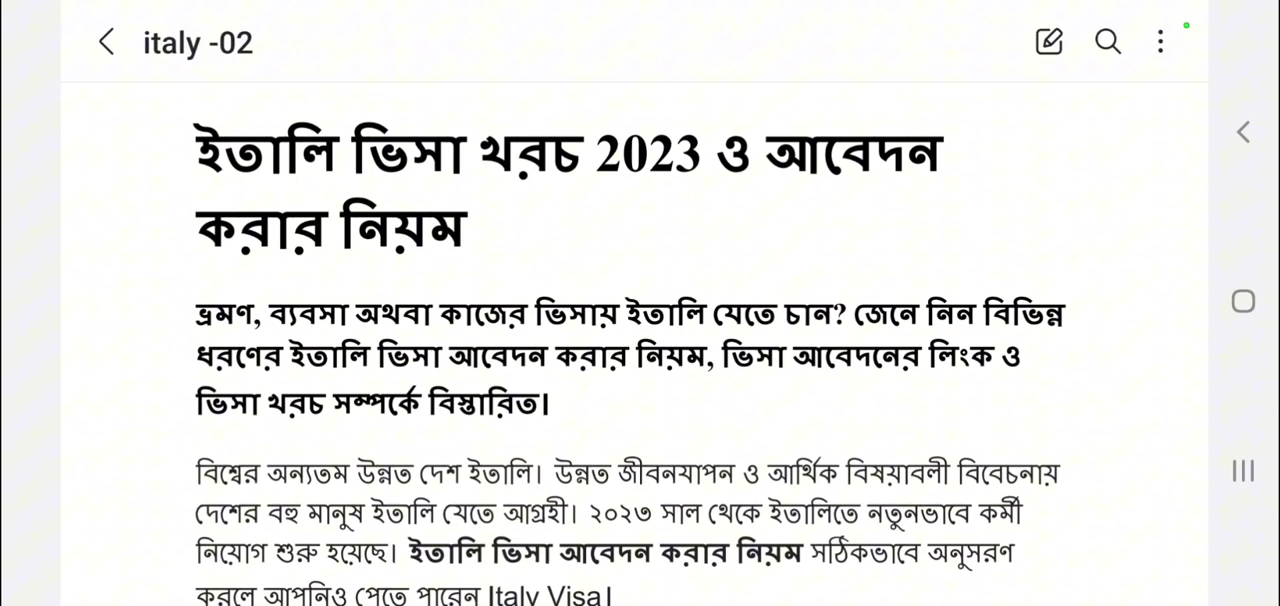 italy -02
ইতালি ভিসা খরচ 2023 ও আবেদন
করার নিয়ম
ভ্রমণ, ব্যবসা অথবা কাজের ভিসায় ইতালি যেতে চান? জেনে নিন বিভিন্ন
ধরণের ইতালি ভিসা আবেদন করার নিয়ম, ভিসা আবেদনের লিংক ও
ভিসা খরচ সম্পর্কে বিস্তারিত।
বিশ্বের অন্যতম উন্নত দেশ ইতালি। উন্নত জীবনযাপন ও আর্থিক বিষয়াবলী বিবেচনায়
দেশের বহু মানুষ ইতালি যেতে আগ্রহী। ২০২৩ সাল থেকে ইতালিতে নতুনভাবে কর্মী
নিয়োগ শুরু হয়েছে। ইতালি ভিসা আবেদন করার নিয়ম সঠিকভাবে অনুসরণ
করলে আপনিও পেতে পারেন Italy Visa।